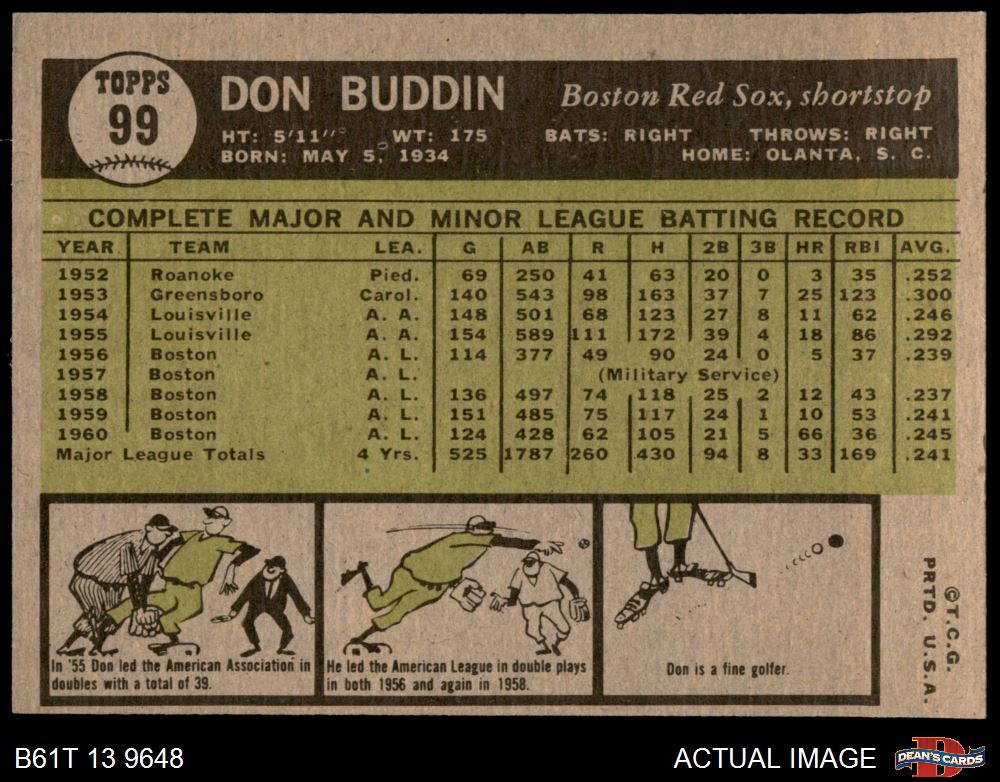 TOPPS
99
DON BUDDIN
Boston Red Sox, shortstop
HT: 5'11" WT: 175 BATS: RIGHT THROWS: RIGHT
BORN: MAY 5, 1934 HOME: OLANTA, S. C.
COMPLETE MAJOR AND MINOR LEAGUE BATTING RECORD
YEAR TEAM LEA. G AB R H 2B 3B HR RBI AVG.
1952 Roanoke Pied. 69 250 41 63 20 0 3 35 .252
1953 Greensboro Carol. 140 543 98 163 37 7 25 123 .300
1954 Louisville A. A. 148 501 68 123 27 8 11 62 .246
1955 Louisville A. A. 154 589 111 172 39 4 18 86 .292
1956 Boston A. L. 114 377 49 90 24 0 5 37 .239
1957 Boston A. L. (Military Service)
1958 Boston A. L. 136 497 74 118 25 2 12 43 .237
1959 Boston A. L. 151 485 75 117 24 1 10 53 .241
1960 Boston A. L. 124 428 62 105 21 5 66 36 .245
Major League Totals 4 Yrs. 525 1787 260 430 94 8 33 169 .241
In '55 Don led the American Association in
doubles with a total of 39.
He led the American League in double plays
in both 1956 and again in 1958.
Don is a fine golfer.
©T.C.G.
PRTD. U.S.A.
B61T 13 9648
ACTUAL IMAGE
D
DEAN'S CARDS